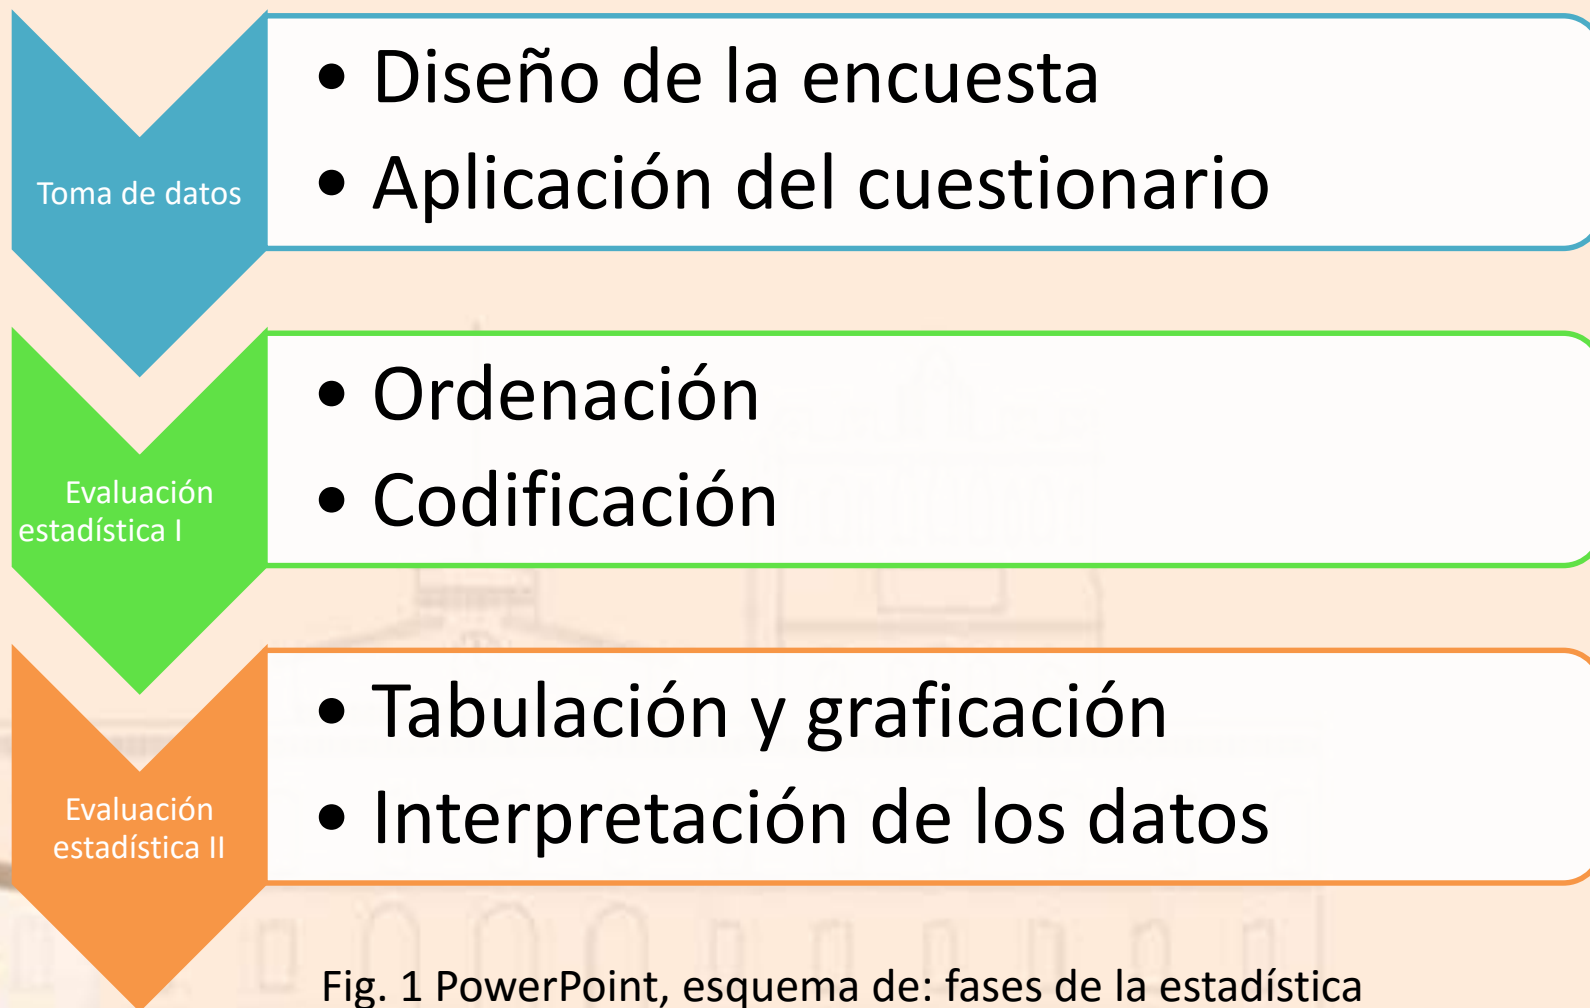 Toma de datos
• Diseño de la encuesta
• Aplicación del cuestionario
Evaluación
estadística I
• Ordenación
• Codificación
Evaluación
estadística II
• Tabulación y graficación
• Interpretación de los datos
Fig. 1 PowerPoint, esquema de: fases de la estadística